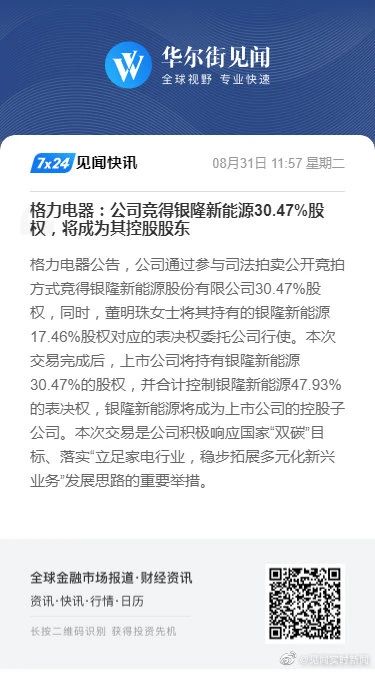 华尔街见闻
全球视野 专业快速
7x24 见闻快讯
08月31日 11:57 星期二
格力电器：公司竞得银隆新能源30.47%股
权，将成为其控股股东
格力电器公告，公司通过参与司法拍卖公开竞拍
方式竞得银隆新能源股份有限公司30.47%股
权，同时，董明珠女士将其持有的银隆新能源
17.46%股权对应的表决权委托公司行使。本次
交易完成后，上市公司将持有银隆新能源
30.47%的股权，并合计控制银隆新能源47.93%
的表决权，银隆新能源将成为上市公司的控股子
公司。本次交易是公司积极响应国家“双碳”目
标、落实“立足家电行业，稳步拓展多元化新兴
业务”发展思路的重要举措。
全球金融市场报道·财经资讯
资讯·快讯·行情·日历
长按二维码识别 获得投资先机
@见闻实时新闻